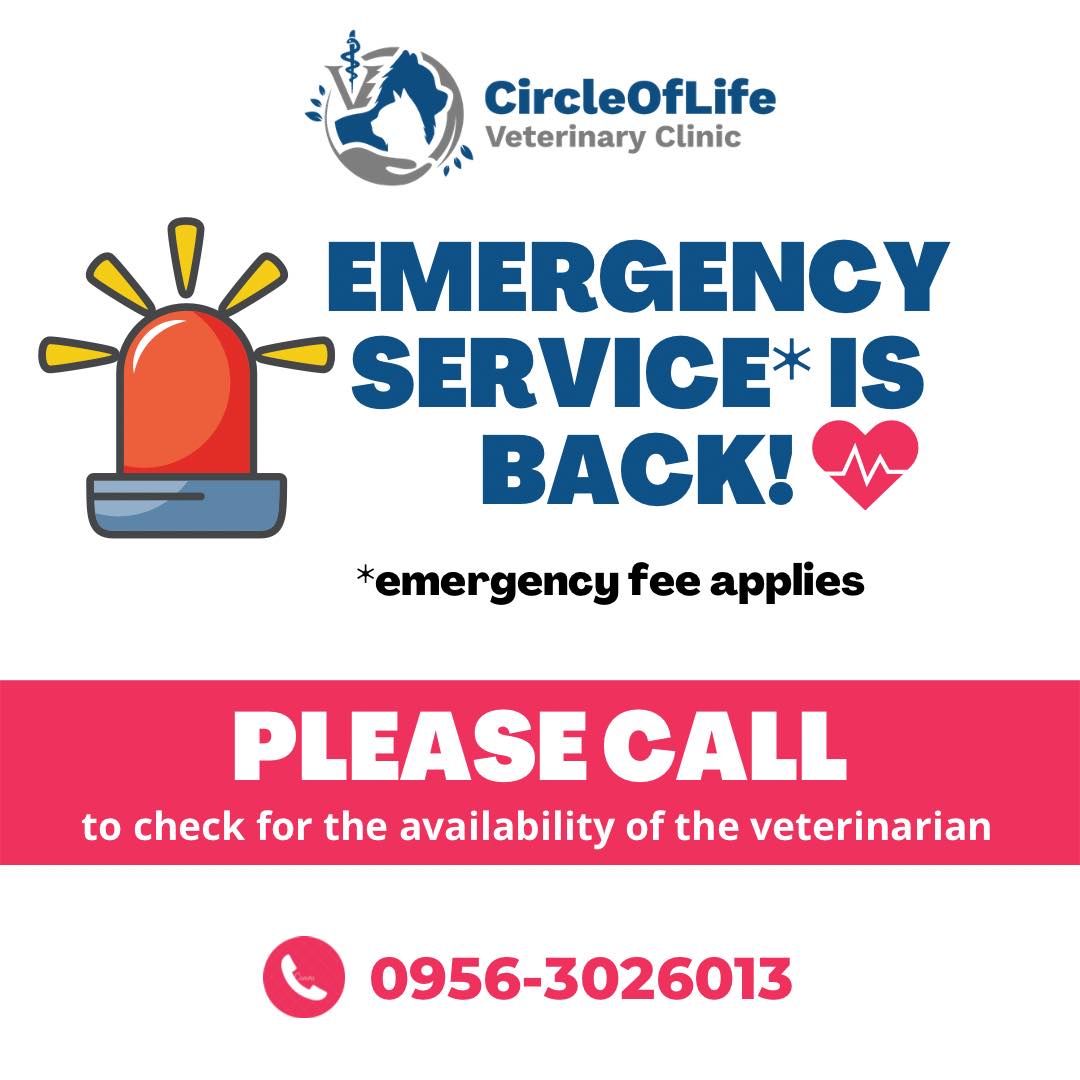 CircleOfLife
Veterinary Clinic
EMERGENCY
SERVICE* IS
BACK!
*emergency fee applies
PLEASE CALL
to check for the availability of the veterinarian
0956-3026013